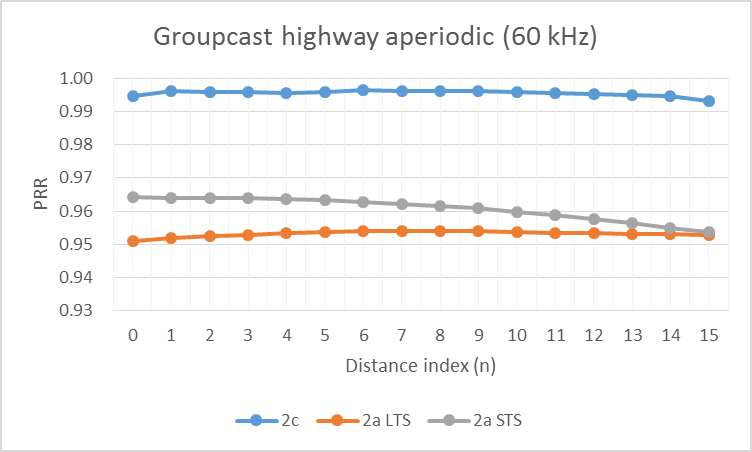 Groupcast highway aperiodic (60 kHz)
1.00
0.99
0.98
0.97
0.96
0.95
0.94
0.93
PRR
0 1 2 3 4 5 6 7 8 9 10 11 12 13 14 15
Distance index (n)
2c 2a LTS 2a STS